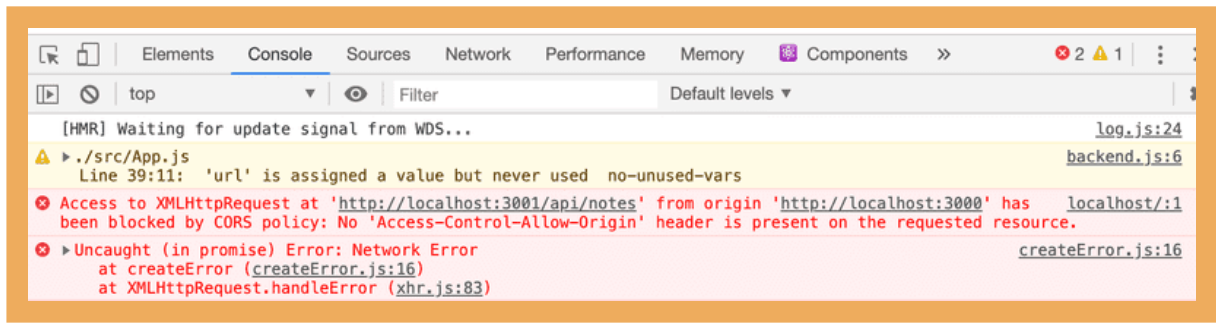 Elements Console Sources Network Performance Memory Components » 2 1
top Filter Default levels
[HMR] Waiting for update signal from WDS... log.js:24
./src/App.js backend.js:6
Line 39:11: 'url' is assigned a value but never used no-unused-vars
Access to XMLHttpRequest at 'http://localhost:3001/api/notes' from origin 'http://localhost:3000' has localhost/:1
been blocked by CORS policy: No 'Access-Control-Allow-Origin' header is present on the requested resource.
Uncaught (in promise) Error: Network Error createError.js:16
at createError (createError.js:16)
at XMLHttpRequest.handleError (xhr.js:83)